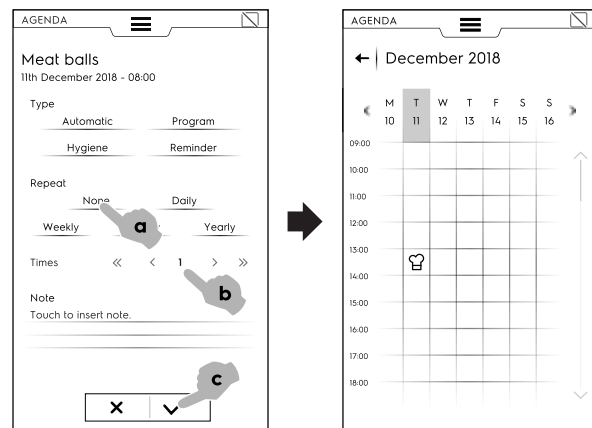 AGENDA
Meat balls
11th December 2018 - 08:00
Type
Automatic Program
Hygiene Reminder
Repeat
None Daily
Weekly Yearly
Times « < 1 > »
Note
Touch to insert note.
a
b
c
AGENDA
December 2018
M T W T F S S
10 11 12 13 14 15 16
09:00
10:00
11:00
12:00
13:00
14:00
15:00
16:00
17:00
18:00